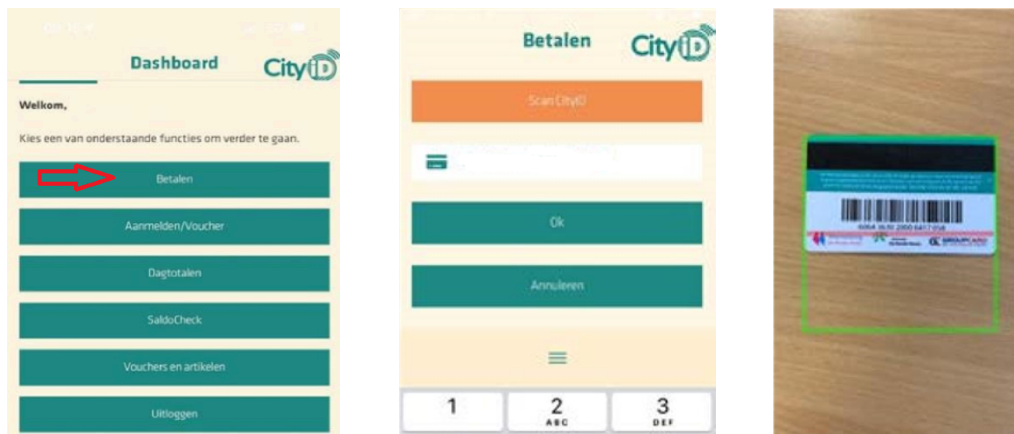 Dashboard
CityiD
Welkom,
Kies een van onderstaande functies om verder te gaan.
Betalen
Aanmelden/Voucher
Dagtotalen
SaldoCheck
Vouchers en artikelen
Uitloggen
Betalen
CityiD
Scan CityID
Ok
Annuleren
1
2
ABC
3
DEF
GROUPCARD